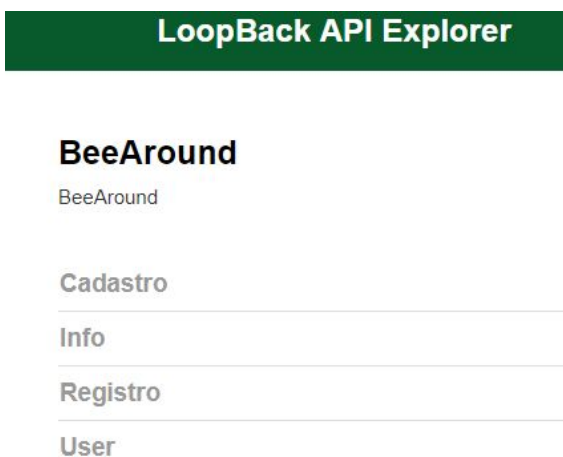 LoopBack API Explorer
BeeAround
BeeAround
Cadastro
Info
Registro
User